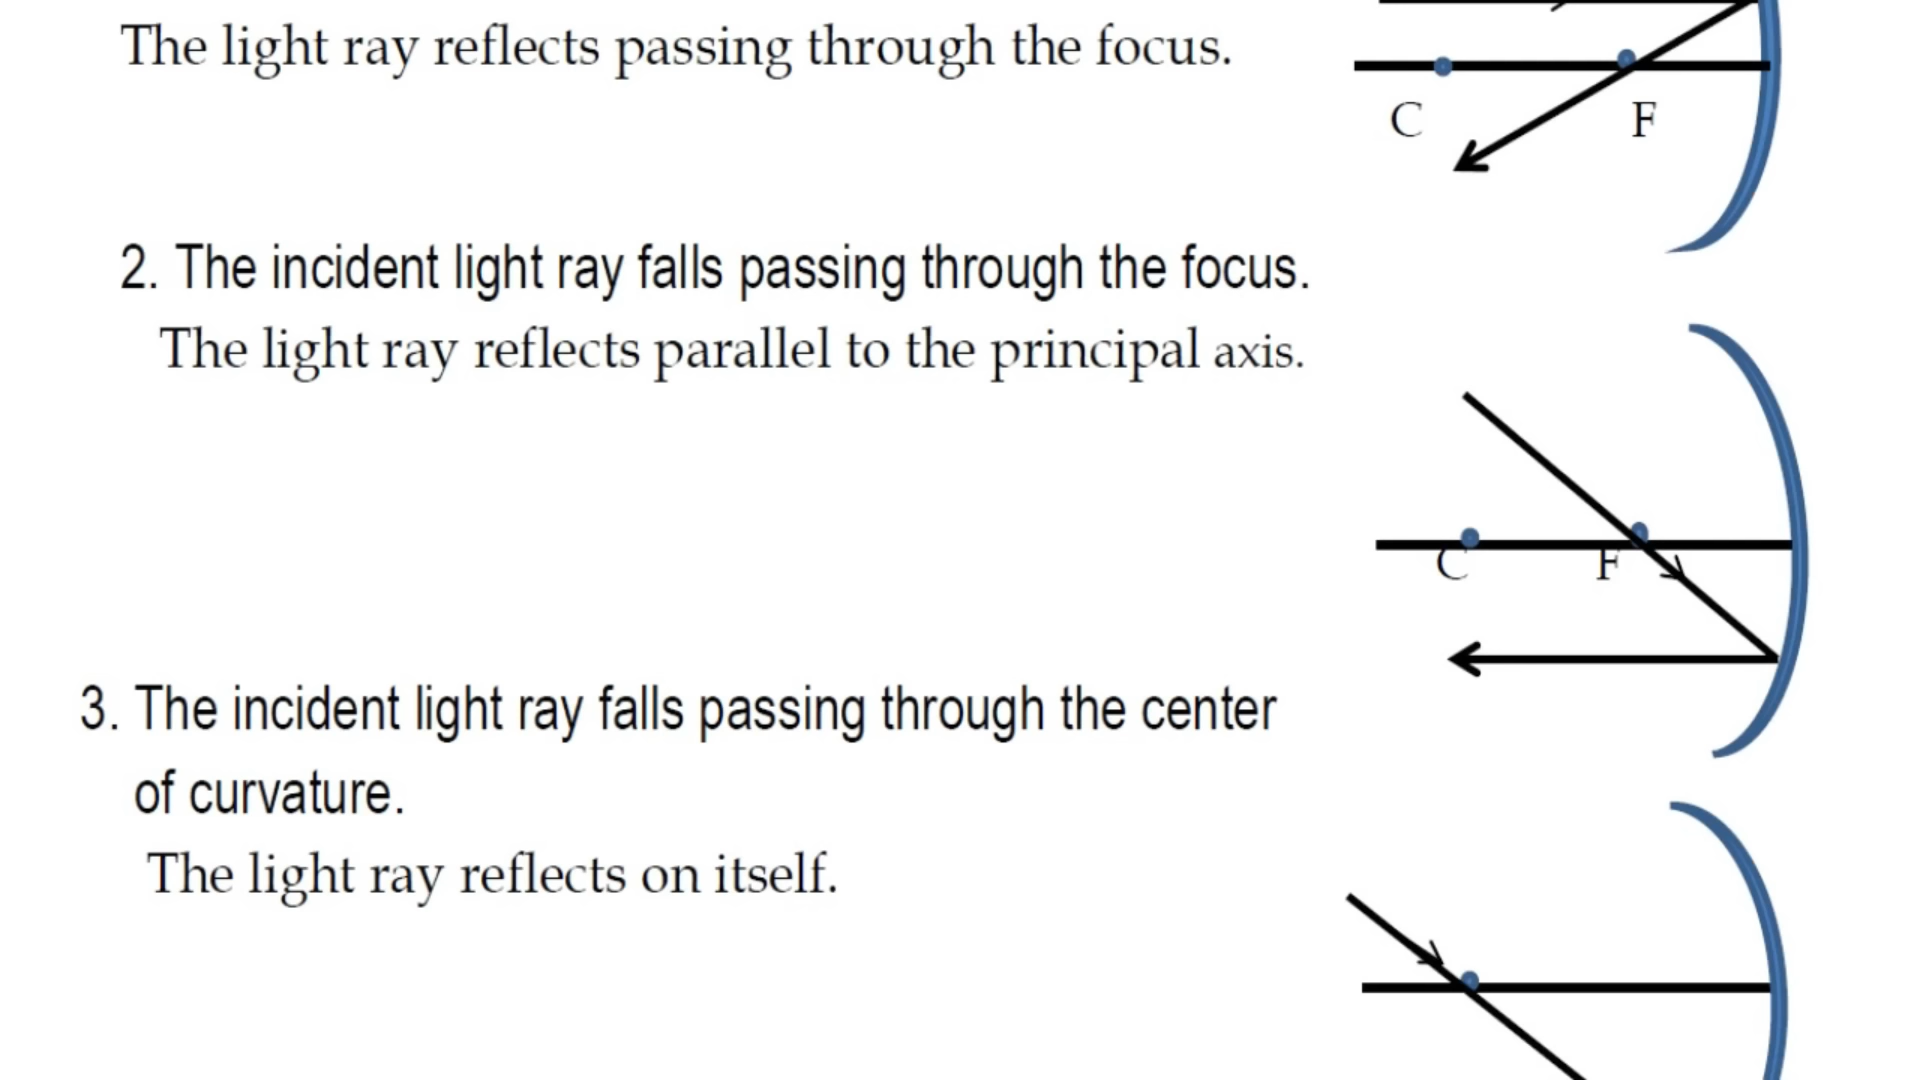 The light ray reflects passing through the focus.
C F
2. The incident light ray falls passing through the focus.
The light ray reflects parallel to the principal axis.
C F
3. The incident light ray falls passing through the center
of curvature.
The light ray reflects on itself.